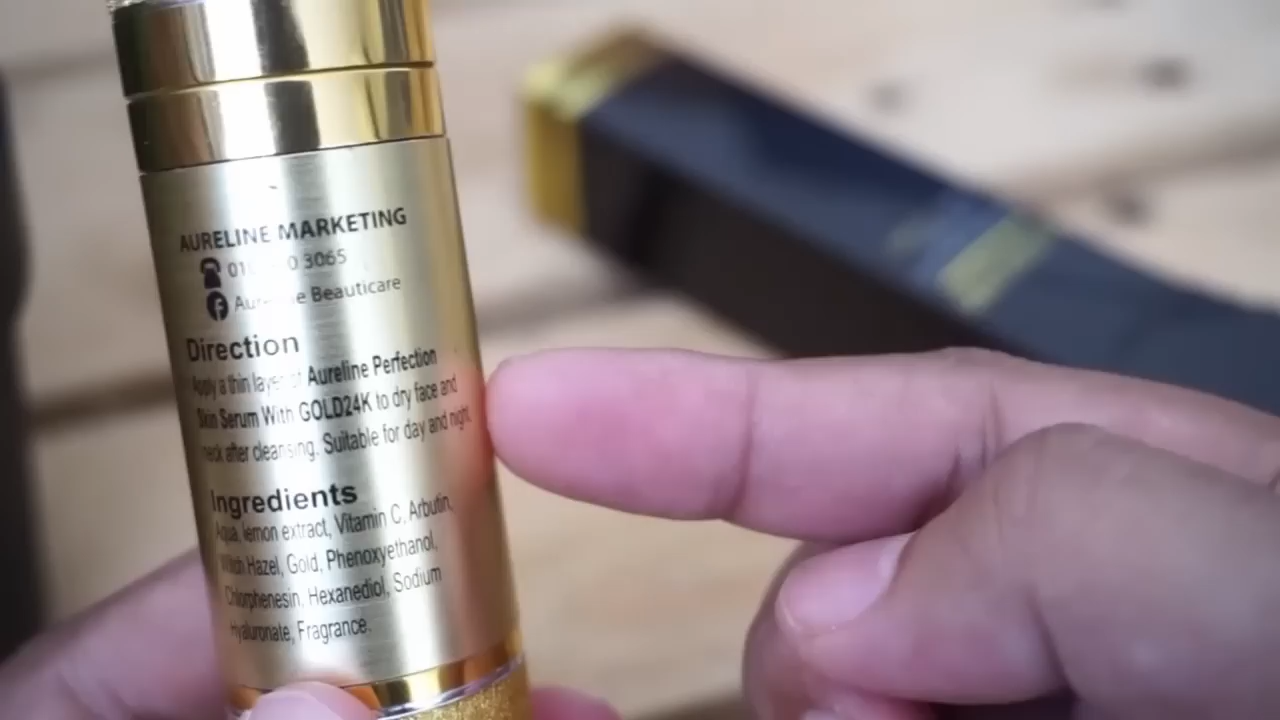 AURELINE MARKETING
3065
Beauticare
Direction
Apply a thin layer of Aureline Perfection
Skin Serum With GOLD24K to dry face and
neck after cleansing. Suitable for day and night
Ingredients
Aqua, lemon extract, Vitamin C, Arbutin,
Witch Hazel, Gold, Phenoxyethanol,
Chlorphenesin, Hexanediol, Sodium
Hyaluronate, Fragrance.